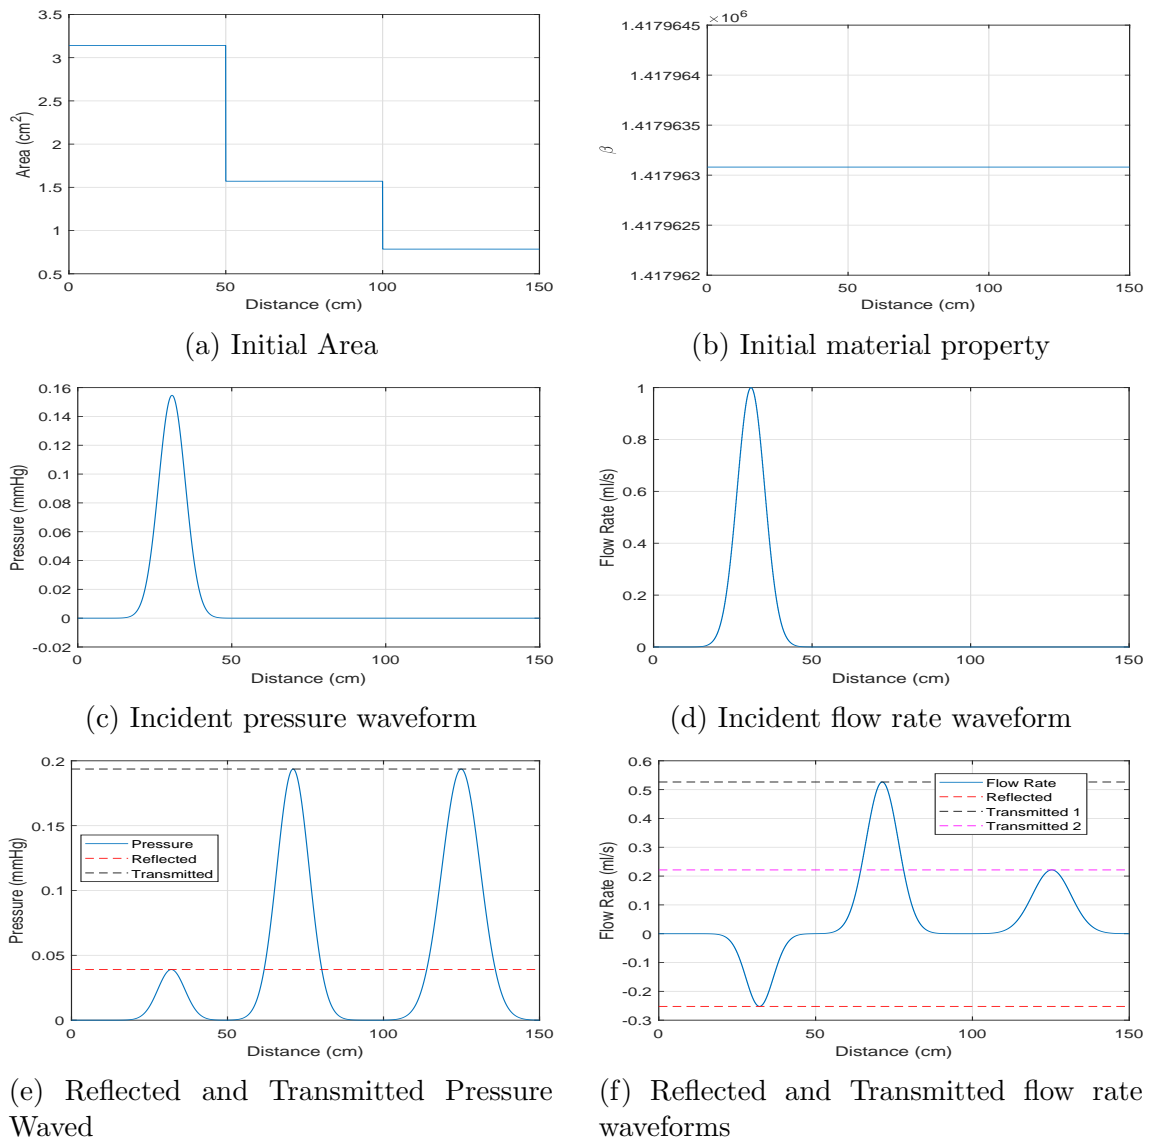 3.5
3
2.5
2
1.5
1
0.5
0
50
100
150
Area (cm2)
Distance (cm)
(a) Initial Area
×10^6
1.4179645
1.417964
1.4179635
1.417963
1.4179625
1.417962
0
50
100
150
β
Distance (cm)
(b) Initial material property
0.16
0.14
0.12
0.1
0.08
0.06
0.04
0.02
0
-0.02
0
50
100
150
Pressure (mmHg)
Distance (cm)
(c) Incident pressure waveform
1
0.8
0.6
0.4
0.2
0
0
50
100
150
Flow Rate (ml/s)
Distance (cm)
(d) Incident flow rate waveform
0.2
0.15
0.1
0.05
0
0
50
100
150
Pressure (mmHg)
Distance (cm)
Pressure
Reflected
Transmitted
(e) Reflected and Transmitted Pressure
Waved
0.6
0.5
0.4
0.3
0.2
0.1
0
-0.1
-0.2
-0.3
0
50
100
150
Flow Rate (ml/s)
Distance (cm)
Flow Rate
Reflected
Transmitted 1
Transmitted 2
(f) Reflected and Transmitted flow rate
waveforms